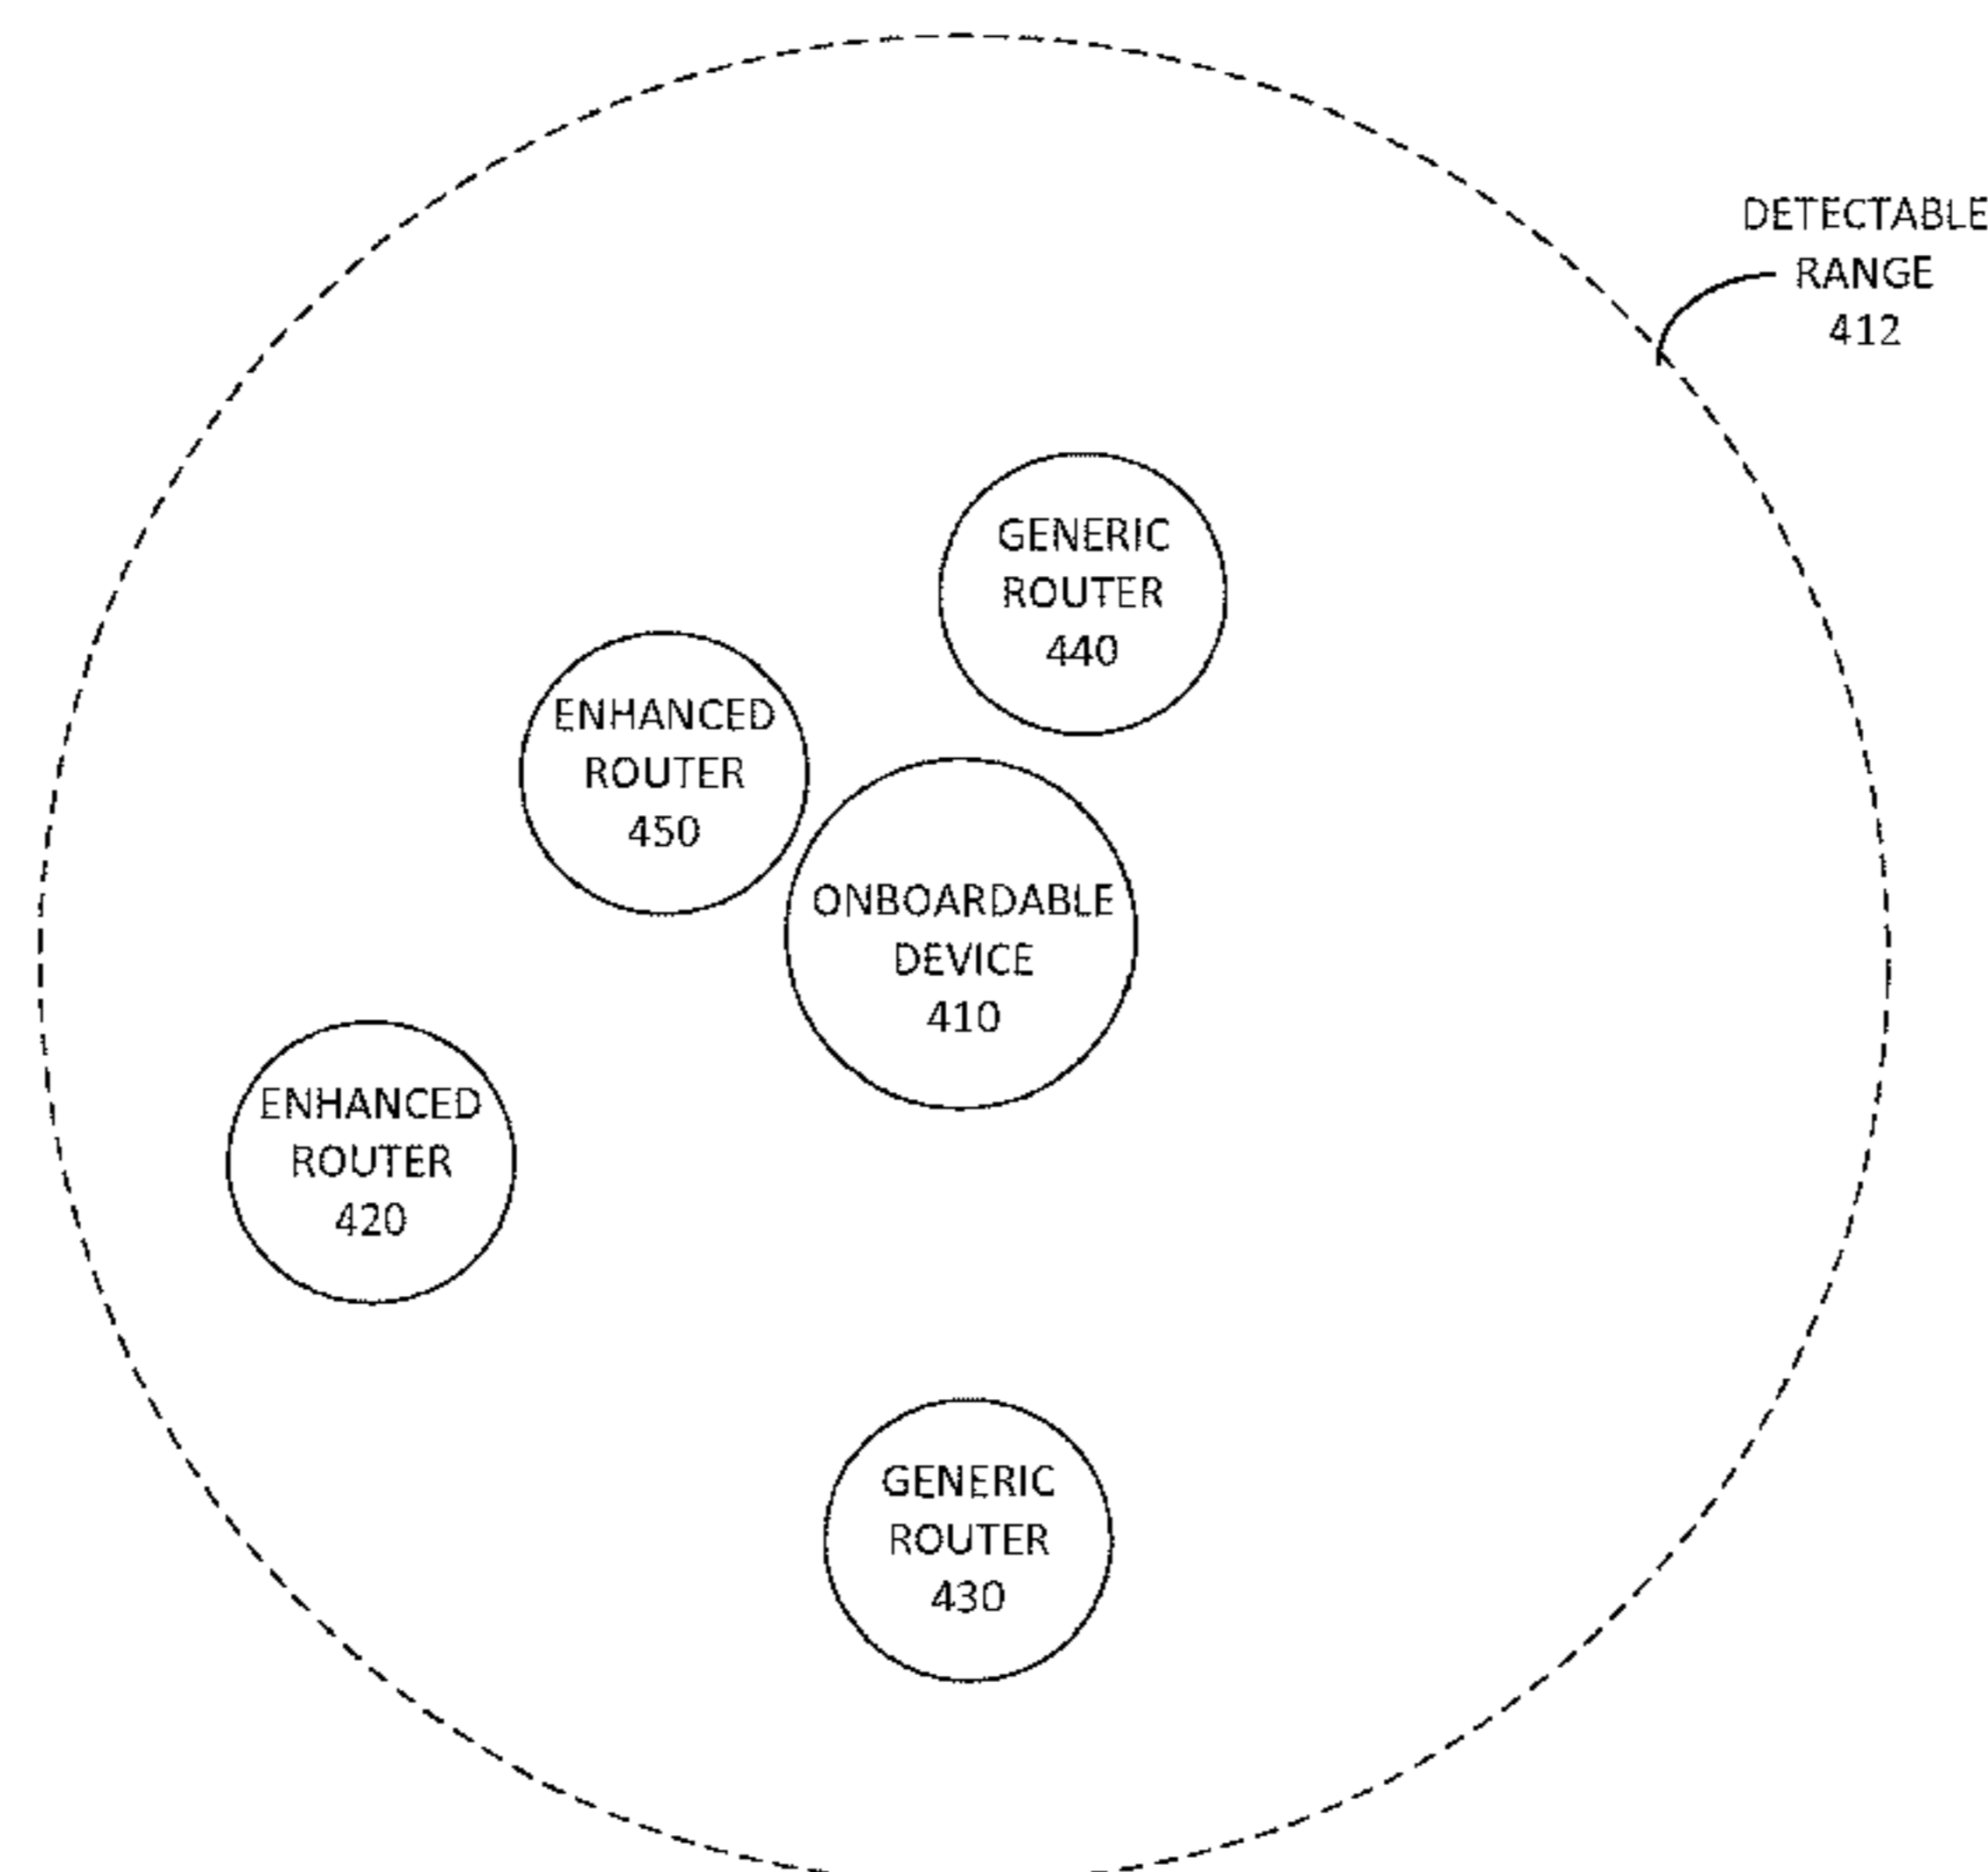 DETECTABLE
RANGE
412
GENERIC
ROUTER
440
ENHANCED
ROUTER
450
ONBOARDABLE
DEVICE
410
ENHANCED
ROUTER
420
GENERIC
ROUTER
430